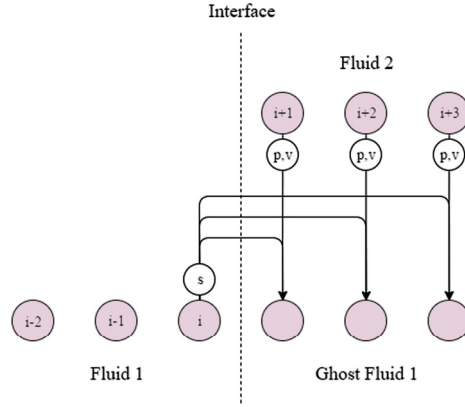 Interface
Fluid 2
i+1 i+2 i+3
p,v p,v p,v
s
i-2 i-1 i
Fluid 1 Ghost Fluid 1